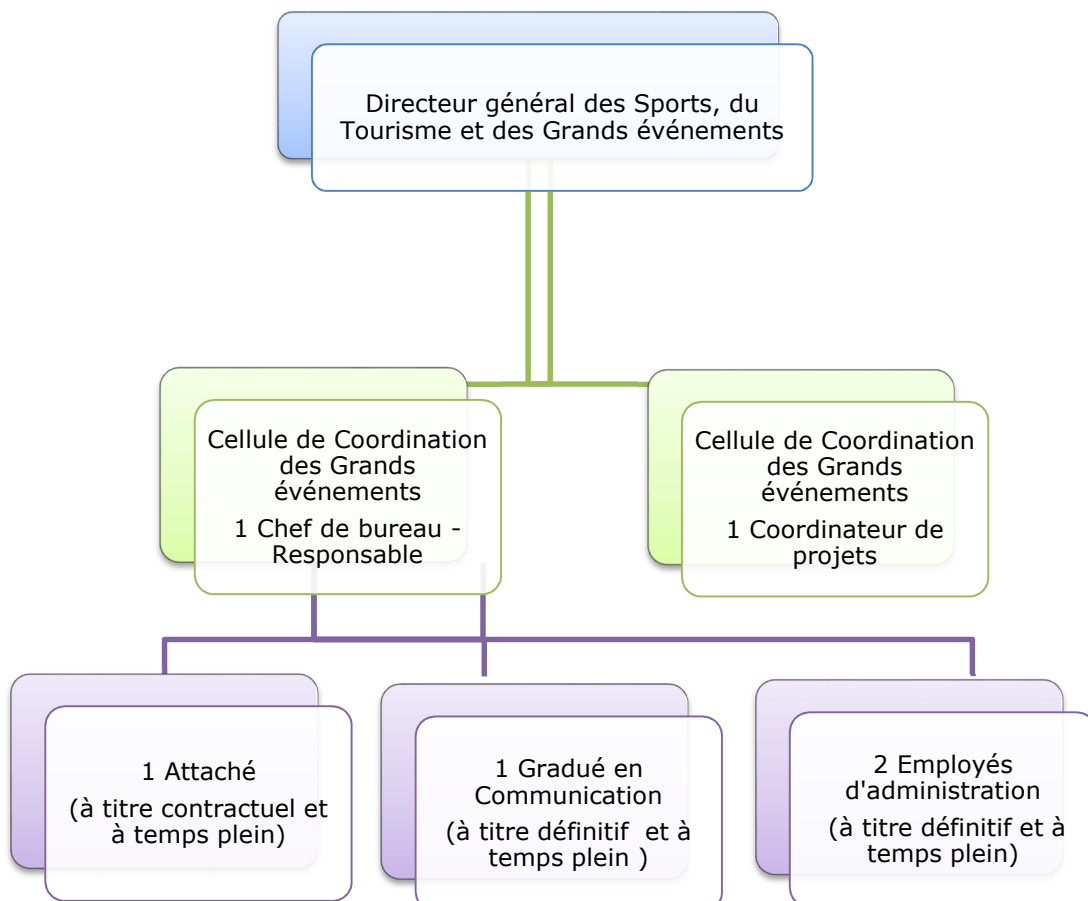 Directeur général des Sports, du
Tourisme et des Grands événements
Cellule de Coordination
des Grands
événements
1 Chef de bureau -
Responsable
Cellule de Coordination
des Grands
événements
1 Coordinateur de
projets
1 Attaché
(à titre contractuel et
à temps plein)
1 Gradué en
Communication
(à titre définitif et à
temps plein )
2 Employés
d'administration
(à titre définitif et à
temps plein)